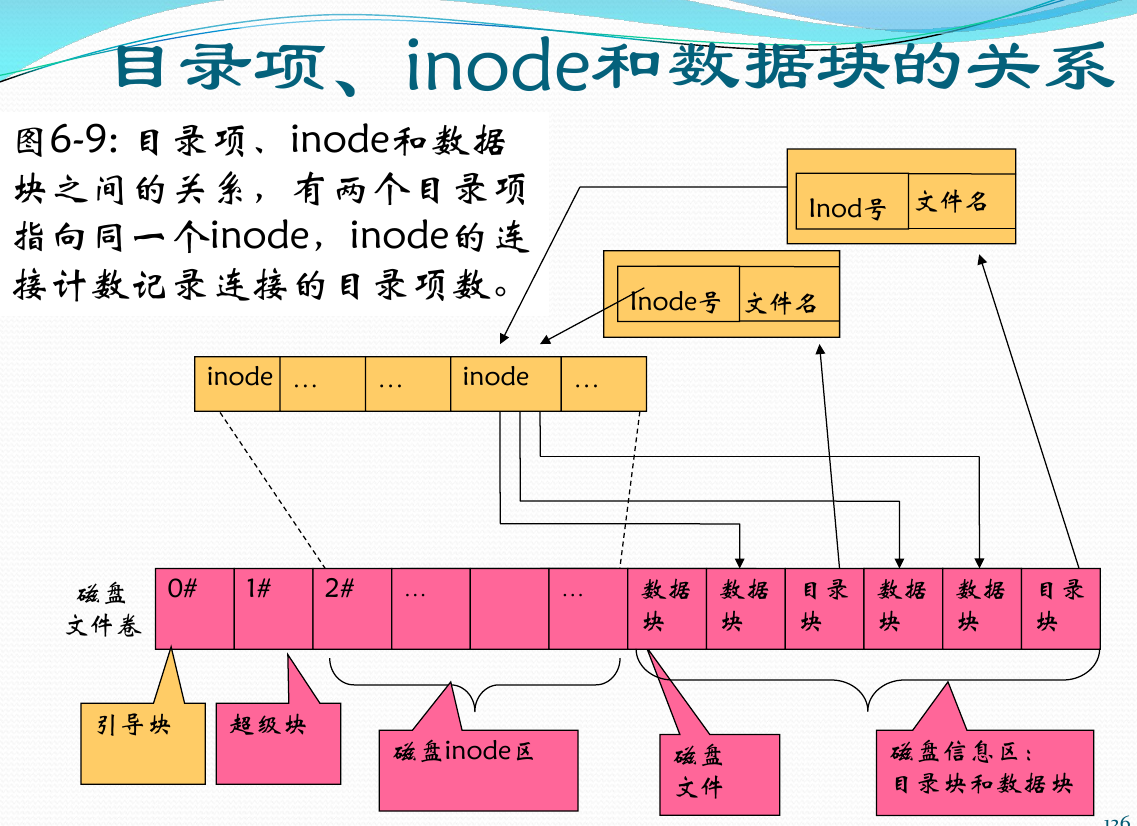 目录项、inode和数据块的关系
图6-9: 目录项、inode和数据
块之间的关系，有两个目录项
指向同一个inode，inode的连
接计数记录连接的目录项数。
Inod号
文件名
Inode号
文件名
inode
...
...
inode
...
磁盘
文件卷
0#
1#
2#
...
...
数据
块
数据
块
目录
块
数据
块
数据
块
目录
块
引导块
超级块
磁盘inode区
磁盘
文件
磁盘信息区：
目录块和数据块
126